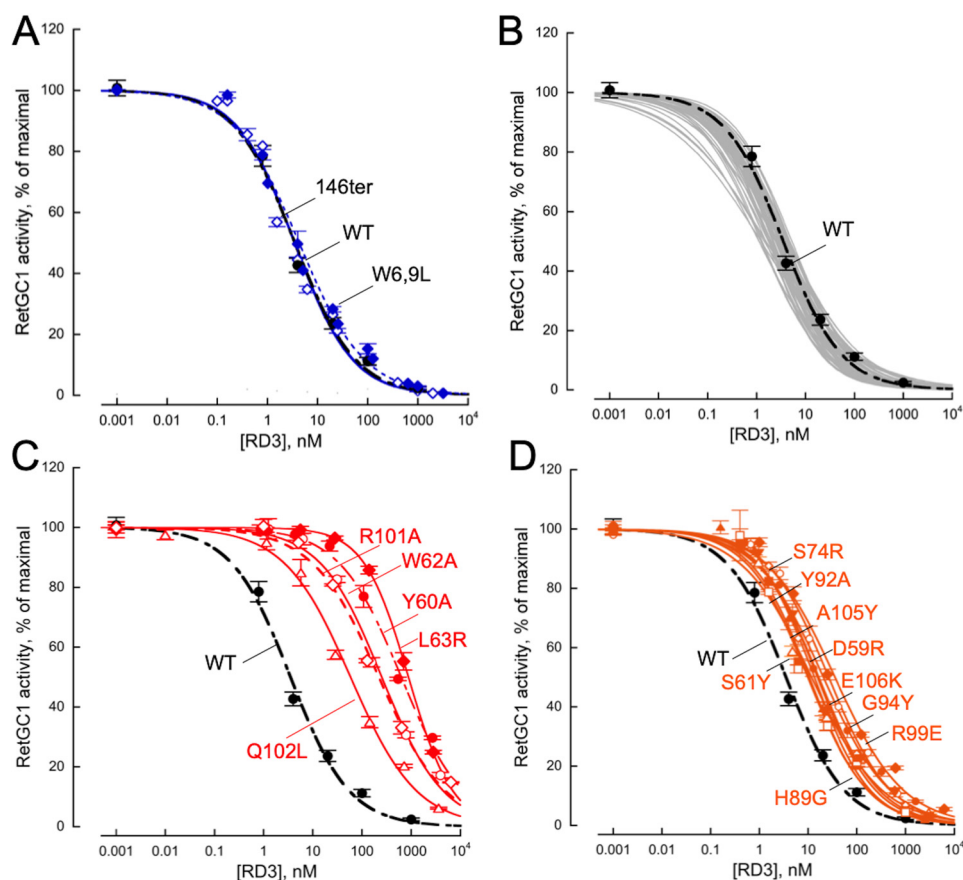 A
120
100
80
60
40
20
0
RetGC1 activity, % of maximal
146ter
WT
W6,9L
0.001 0.01 0.1 1 10 100 1000 10⁴
[RD3], nM
B
120
100
80
60
40
20
0
RetGC1 activity, % of maximal
WT
0.001 0.01 0.1 1 10 100 1000 10⁴
[RD3], nM
C
120
100
80
60
40
20
0
RetGC1 activity, % of maximal
R101A
W62A
Y60A
L63R
WT
Q102L
0.001 0.01 0.1 1 10 100 1000 10⁴
[RD3], nM
D
120
100
80
60
40
20
0
RetGC1 activity, % of maximal
S74R
Y92A
A105Y
WT
D59R
S61Y
E106K
G94Y
R99E
H89G
0.001 0.01 0.1 1 10 100 1000 10⁴
[RD3], nM